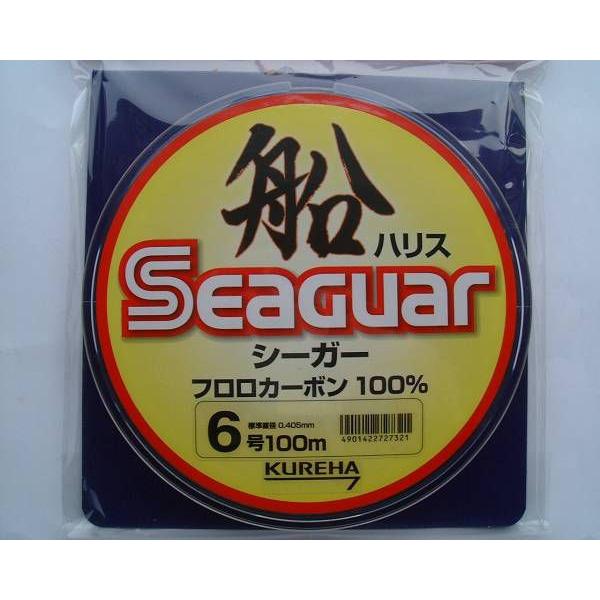 船
ハリス
SEAGUAR
シーガー
フロロカーボン 100%
6号100m
標準直径 0.405mm
4901422727321
KUREHA